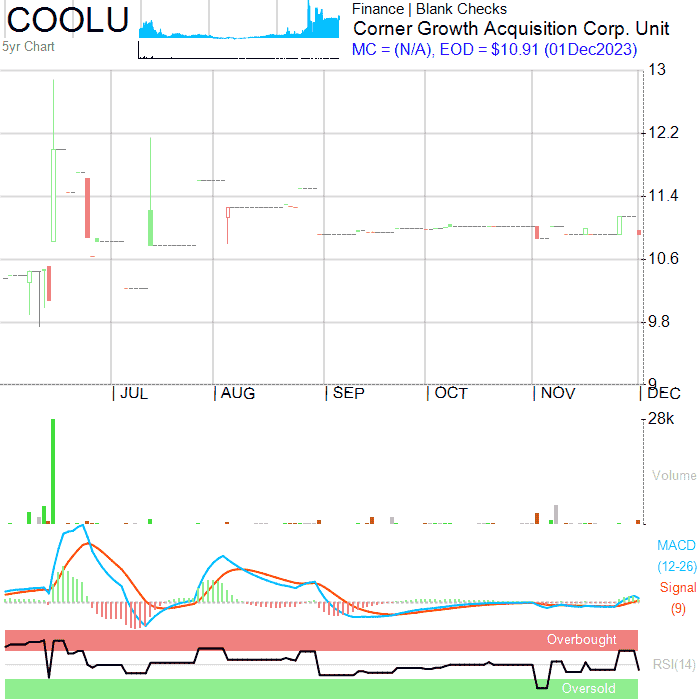 COOLU
5yr Chart
Finance | Blank Checks
Corner Growth Acquisition Corp. Unit
MC = (N/A), EOD = $10.91 (01Dec2023)
13
12.2
11.4
10.6
9.8
9
JUL
AUG
SEP
OCT
NOV
DEC
28k
Volume
MACD
(12-26)
Signal
(9)
Overbought
RSI(14)
Oversold